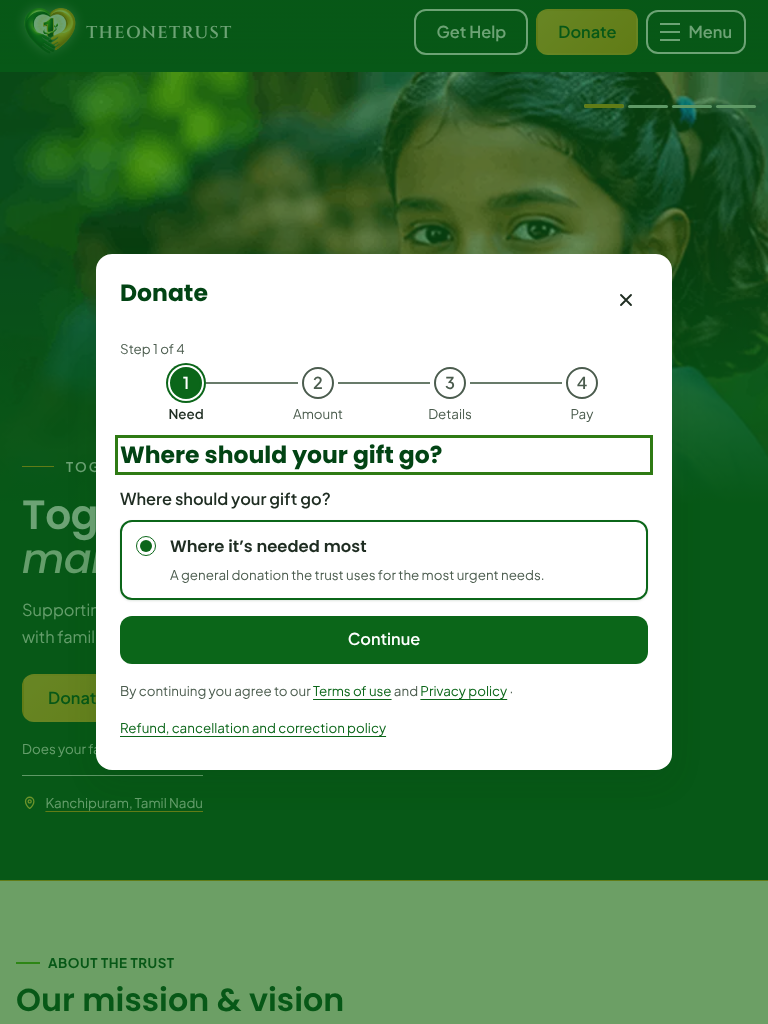 THEONETRUST
Get Help
Donate
Menu
Donate
Step 1 of 4
1
2
3
4
Need
Amount
Details
Pay
Where should your gift go?
Where should your gift go?
Where it’s needed most
A general donation the trust uses for the most urgent needs.
Continue
By continuing you agree to our Terms of use and Privacy policy ·
Refund, cancellation and correction policy
Kanchipuram, Tamil Nadu
ABOUT THE TRUST
Our mission & vision